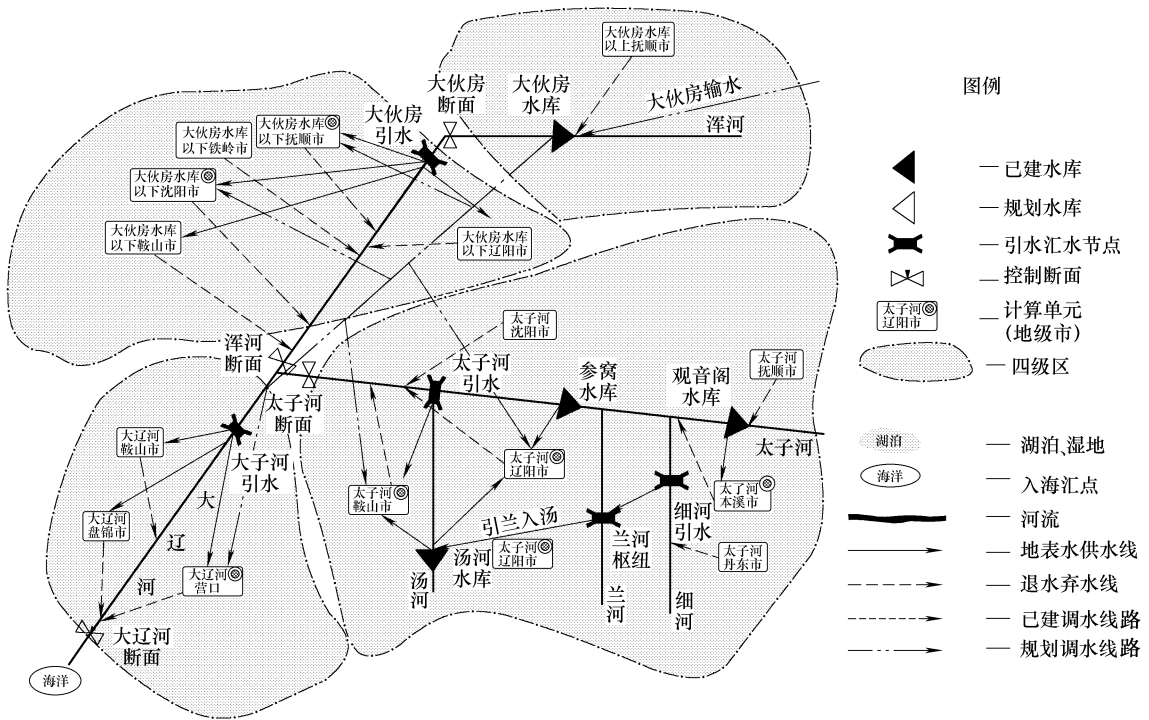 大伙房水库
以上抚顺市
大伙房
断面
大伙房
水库
大伙房输水
浑河
大伙房
引水
大伙房水库
以下抚顺市
大伙房水库
以下铁岭市
大伙房水库
以下沈阳市
大伙房水库
以下鞍山市
大伙房水库
以下辽阳市
浑河
断面
太子河
沈阳市
太子河
引水
参窝
水库
观音阁
水库
太子河
抚顺市
太子河
太子河
断面
大辽河
鞍山市
大子河
引水
太子河
辽阳市
太子河
鞍山市
太了河
本溪市
大
辽
河
大辽河
盘锦市
大辽河
营口
引兰入汤
太子河
辽阳市
汤河
水库
汤
河
兰河
枢纽
兰
河
细河
引水
细
河
太子河
丹东市
大辽河
断面
海洋
图例
已建水库
规划水库
引水汇水节点
控制断面
太子河
辽阳市
计算单元
(地级市)
四级区
湖泊
湖泊、湿地
海洋
入海汇点
河流
地表水供水线
退水弃水线
已建调水线路
规划调水线路